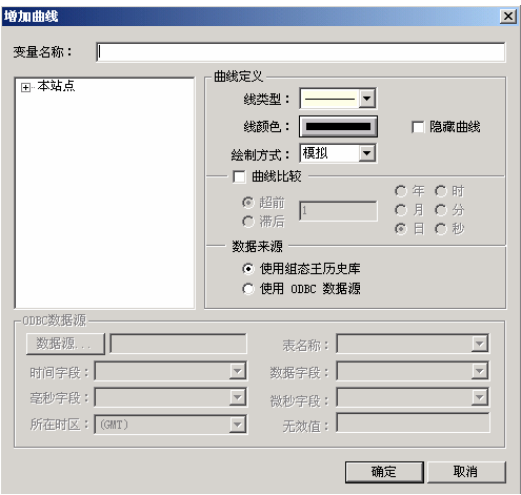 增加曲线
变量名称：
本站点
曲线定义
线类型：
线颜色：
隐藏曲线
绘制方式：
模拟
曲线比较
超前
滞后
1
年 时
月 分
日 秒
数据来源
使用组态王历史库
使用 ODBC 数据源
ODBC数据源
数据源...
表名称：
时间字段：
数据字段：
毫秒字段：
微秒字段：
所在时区： (GMT)
无效值：
确定 取消